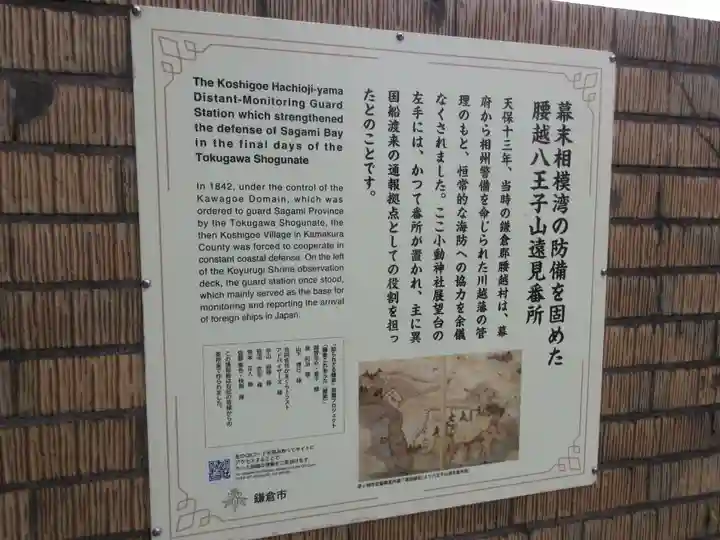 幕末相模湾の防備を固めた
腰越八王子山遠見番所
天保十三年、当時の鎌倉郡腰越村は、幕
府から相州警備を命じられた川越藩の管
理のもと、恒常的な海防への協力を余儀
なくされました。ここ小動神社展望台の
左手には、かつて番所が置かれ、主に異
国船渡来の通報拠点としての役割を担っ
たとのことです。
The Koshigoe Hachioji-yama
Distant-Monitoring Guard
Station which strengthened
the defense of Sagami Bay
in the final days of the
Tokugawa Shogunate
In 1842, under the control of the
Kawagoe Domain, which was
ordered to guard Sagami Province
by the Tokugawa Shogunate, the
then Koshigoe Village in Kamakura
County was forced to cooperate in
constant coastal defense. On the left
of the Koyurugi Shrine observation
deck, the guard station once stood,
which mainly served as the base for
monitoring and reporting the arrival
of foreign ships in Japan.
鎌倉市